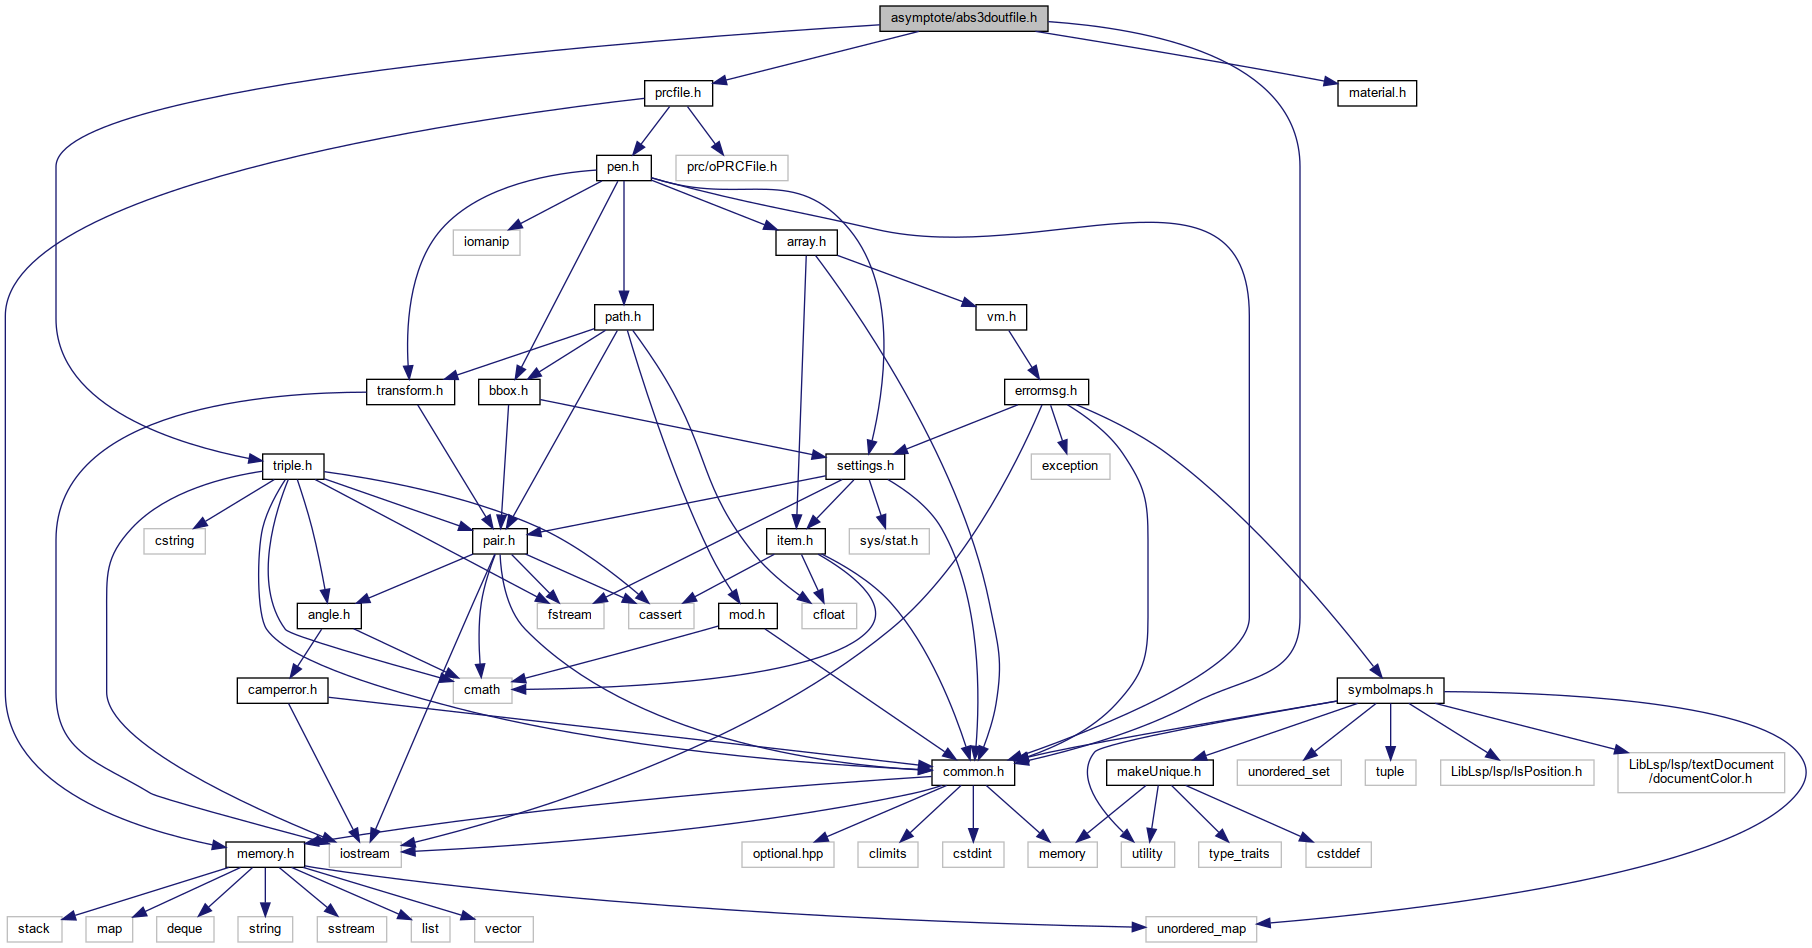 asymptote/abs3doutfile.h
prcfile.h
material.h
pen.h
prc/oPRCFile.h
iomanip
array.h
path.h
vm.h
transform.h
bbox.h
errormsg.h
triple.h
settings.h
exception
cstring
pair.h
item.h
sys/stat.h
angle.h
fstream
cassert
mod.h
cfloat
camperror.h
cmath
symbolmaps.h
common.h
makeUnique.h
unordered_set
tuple
LibLsp/lsp/lsPosition.h
LibLsp/lsp/textDocument
/documentColor.h
memory.h
iostream
optional.hpp
climits
cstdint
memory
utility
type_traits
cstddef
stack
map
deque
string
sstream
list
vector
unordered_map